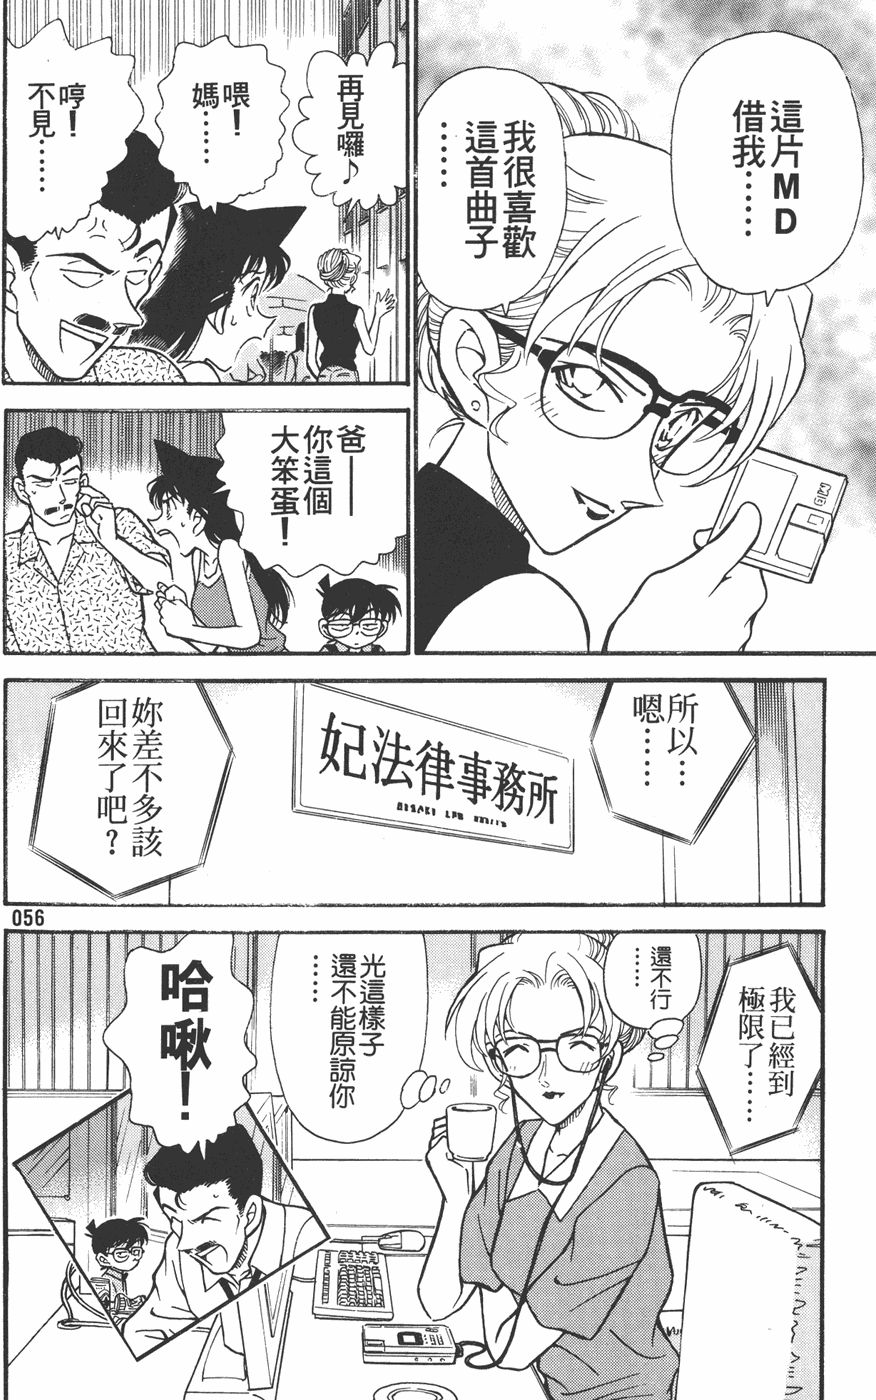 這片MD
借我……
我很喜歡
這首曲子
……
再見囉♪
喂！
媽……
哼！
不見……
爸——
你這個
大笨蛋！
所以…
嗯……
妃法律事務所
妳差不多該
回來了吧？
056
我已經到
極限了……
還不行
……
光這樣子
還不能原諒你
……
哈啾！